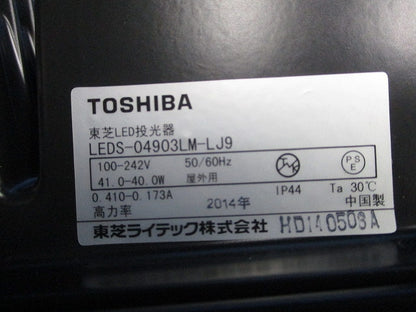 TOSHIBA
東芝LED投光器
LEDS-04903LM-LJ9
100-242V 50/60Hz PSE
41.0-40.0W 屋外用
0.410-0.173A IP44 Ta 30℃
高力率 2014年 中国製
東芝ライテック株式会社 HD140503A